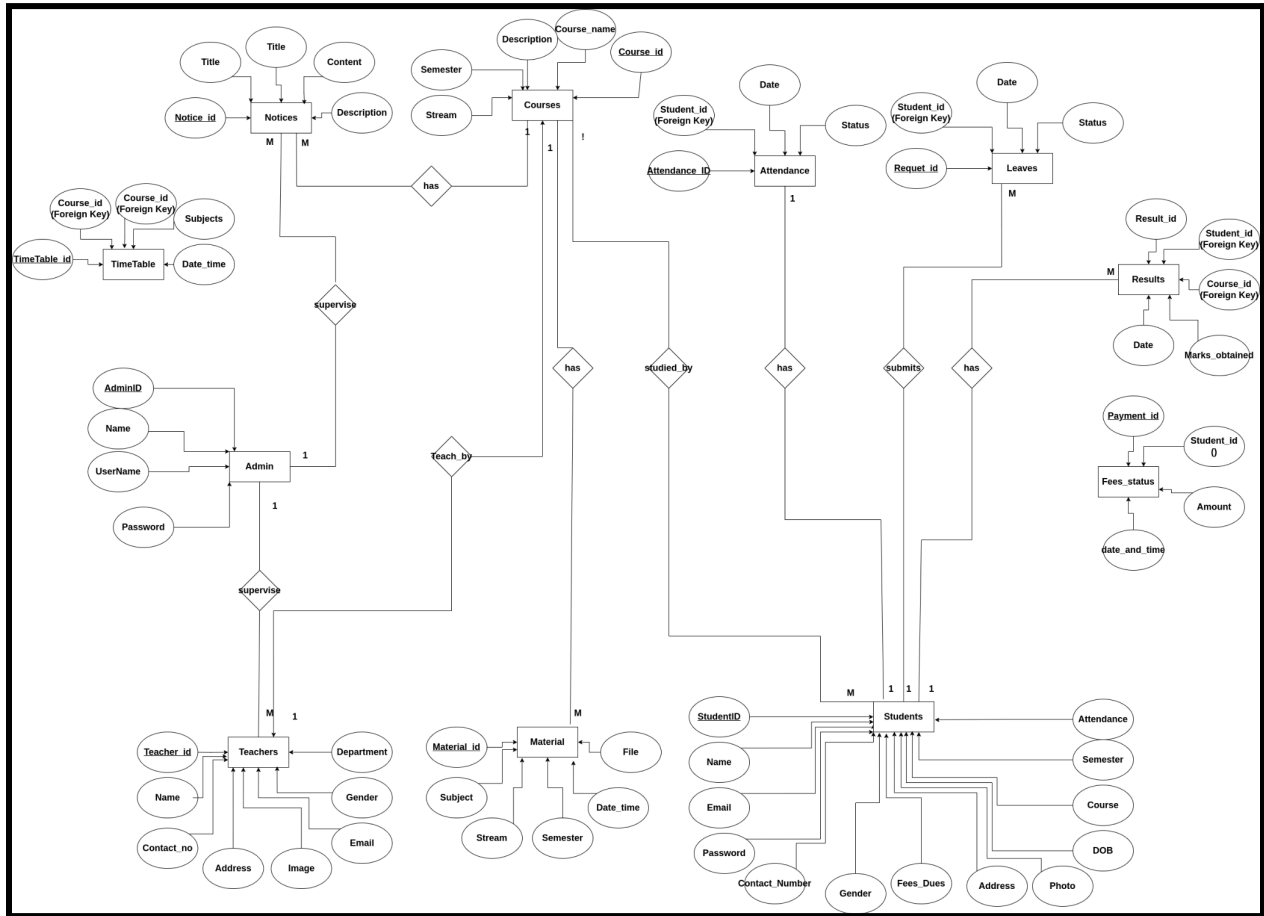 Title
Title
Content
Notice_id
Notices
Description
M
M
Semester
Description
Course_name
Course_id
Stream
Courses
1
1
!
has
Student_id
(Foreign Key)
Date
Status
Attendance_ID
Attendance
1
Student_id
(Foreign Key)
Date
Status
Requet_id
Leaves
M
Course_id
(Foreign Key)
Course_id
(Foreign Key)
Subjects
TimeTable_id
TimeTable
Date_time
Result_id
Student_id
(Foreign Key)
M
Results
Course_id
(Foreign Key)
Date
Marks_obtained
supervise
has
studied_by
has
submits
has
AdminID
Name
UserName
Password
Admin
1
1
Teach_by
Payment_id
Student_id
()
Fees_status
Amount
date_and_time
supervise
M
1
Teacher_id
Teachers
Department
Name
Gender
Contact_no
Email
Address
Image
M
Material_id
Material
File
Subject
Date_time
Stream
Semester
M
1
1
1
StudentID
Students
Attendance
Name
Semester
Email
Course
Password
DOB
Contact_Number
Gender
Fees_Dues
Address
Photo